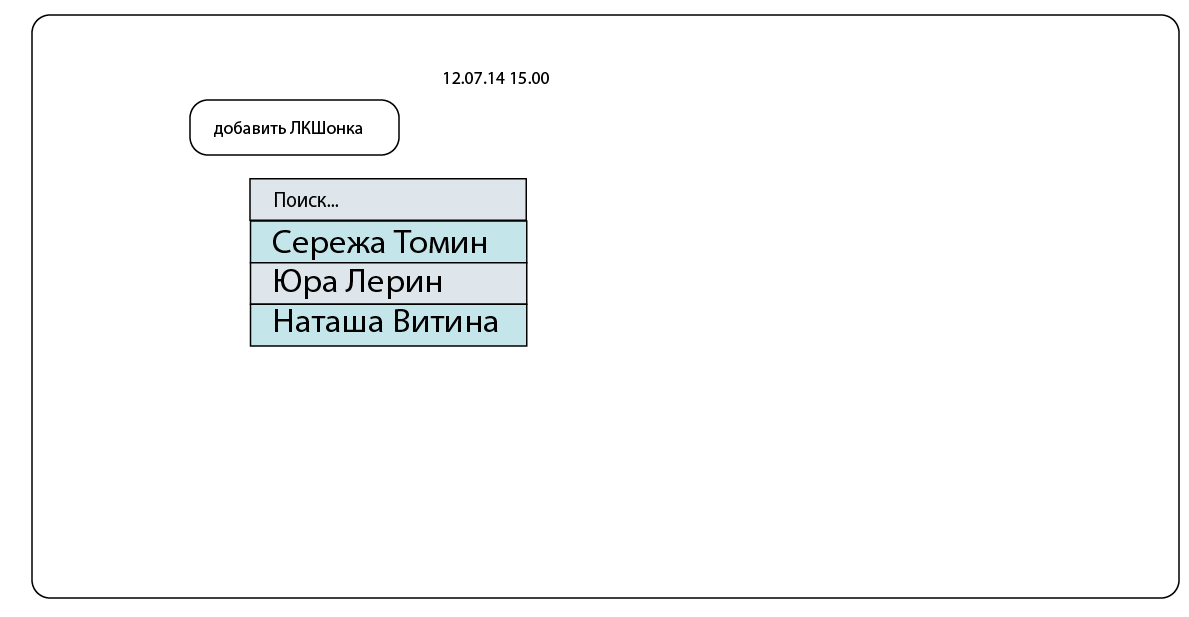 12.07.14 15.00
добавить ЛКШонка
Поиск...
Сережа Томин
Юра Лерин
Наташа Витина